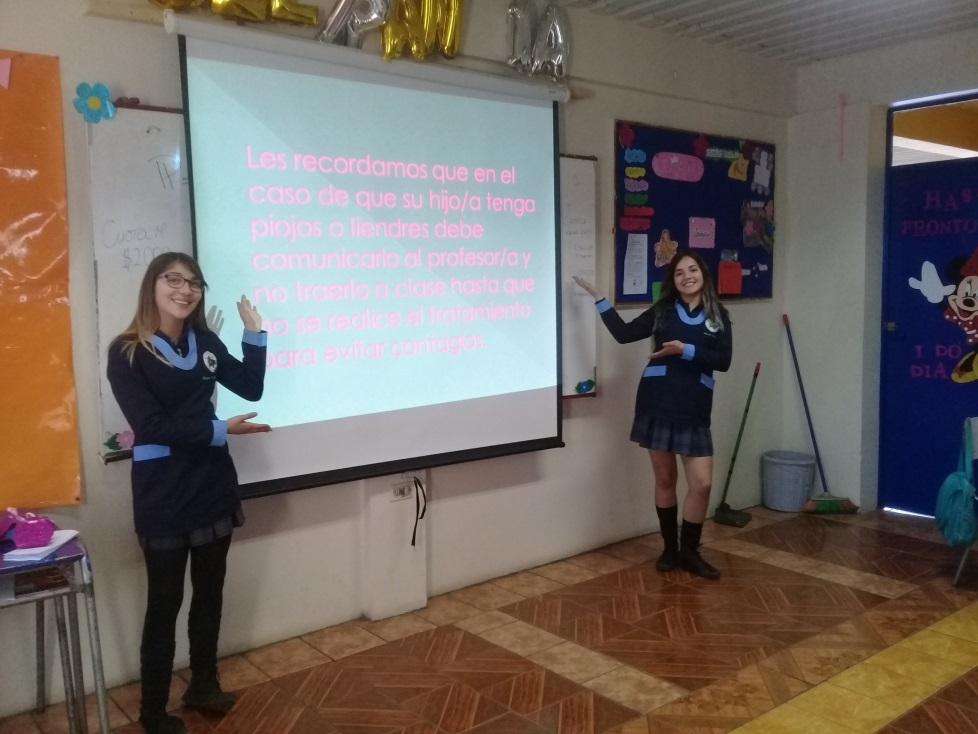 Les recordamos que en el
caso de que su hijo/a tenga
piojos o liendres debe
comunicarlo al profesor/a y
no traerlo a clase hasta que
no se realice el tratamiento
para evitar contagios.
Cuota
$2000
HA
PRONTO
I DO
DIA